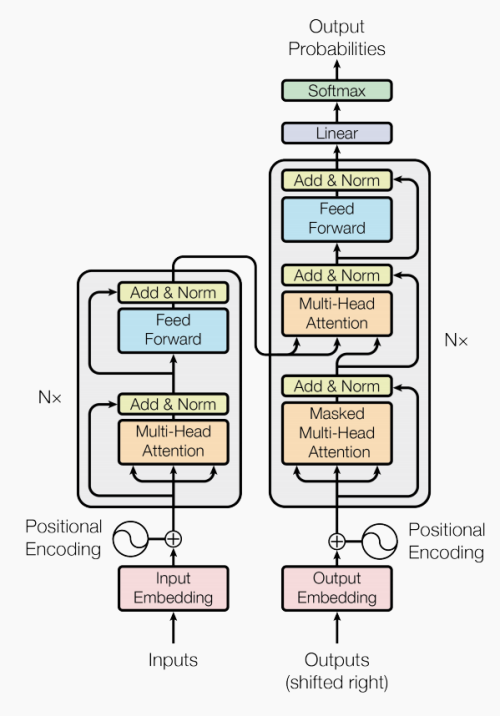 Output
Probabilities
Softmax
Linear
Add & Norm
Feed
Forward
Add & Norm
Multi-Head
Attention
Add & Norm
Masked
Multi-Head
Attention
N×
Positional
Encoding
Output
Embedding
Outputs
(shifted right)
Add & Norm
Feed
Forward
Add & Norm
Multi-Head
Attention
N×
Positional
Encoding
Input
Embedding
Inputs